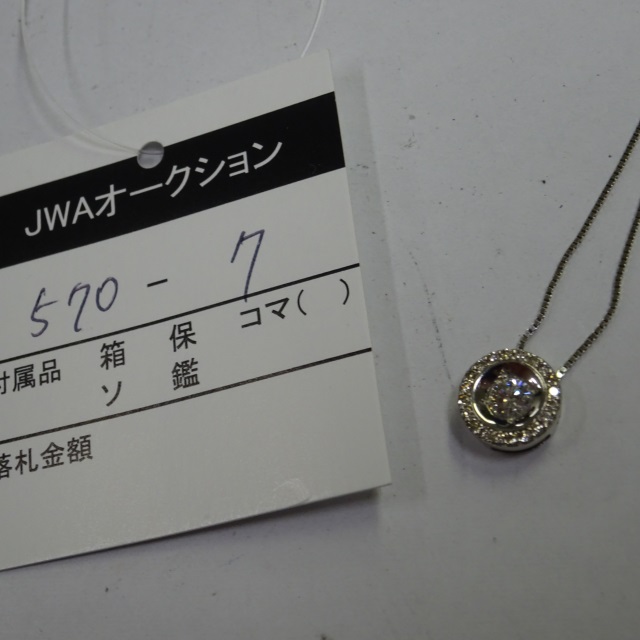 JWAオークション
570-7
付属品 箱 保 コマ( )
ソ 鑑
落札金額